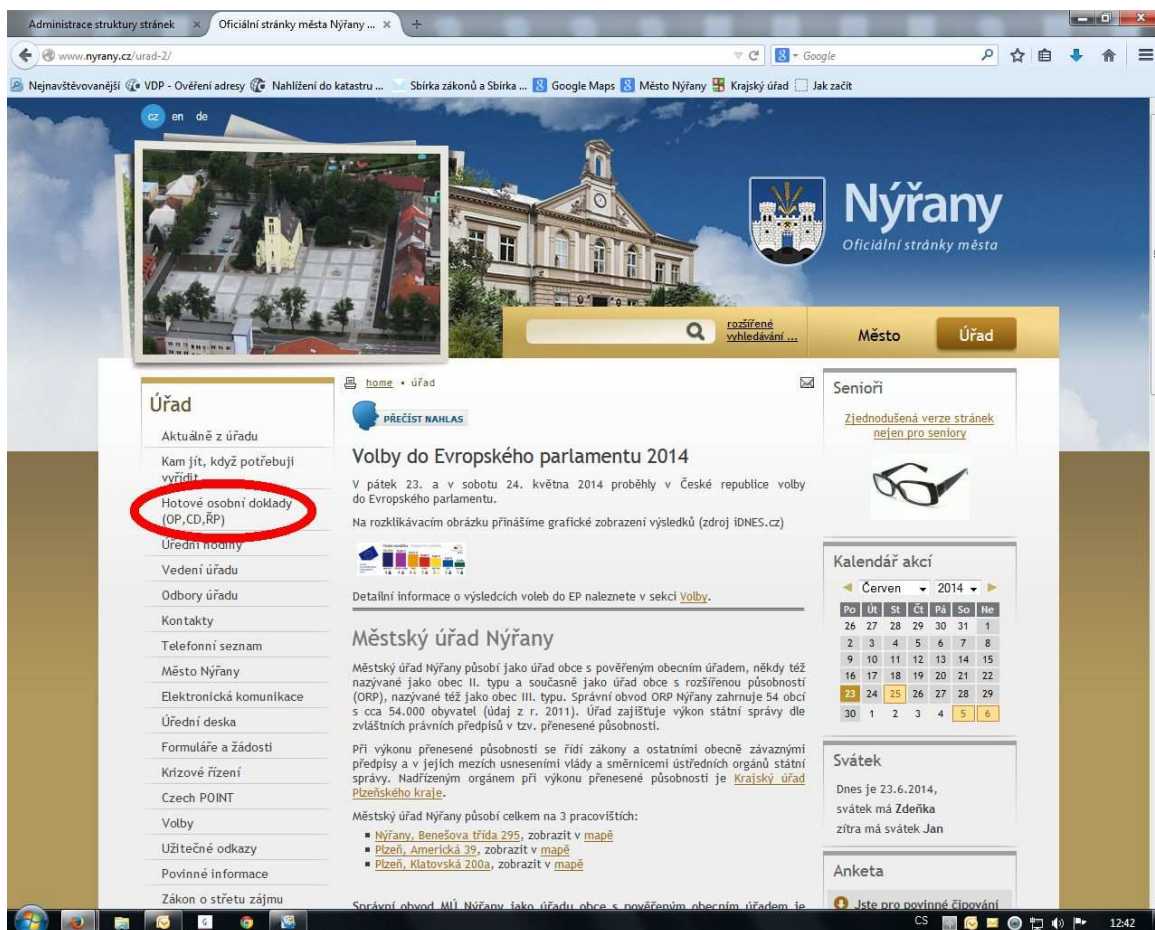 Administrace struktury stránek
Oficiální stránky města Nýřany ...
www.nyrany.cz/urad-2/
Google
Nejnavštěvovanější
VDP - Ověření adresy
Nahlížení do katastru ...
Sbírka zákonů a Sbírka ...
Google Maps
Město Nýřany
Krajský úřad
Jak začít
cz en de
Nýřany
Oficiální stránky města
rozšířené
vyhledávání ...
Město
Úřad
Úřad
Aktuálně z úřadu
Kam jít, když potřebuji
vyřídit
Hotové osobní doklady
(OP,CD,ŘP)
Úřední hodiny
Vedení úřadu
Odbory úřadu
Kontakty
Telefonní seznam
Město Nýřany
Elektronická komunikace
Úřední deska
Formuláře a žádosti
Krizové řízení
Czech POINT
Volby
Užitečné odkazy
Povinné informace
Zákon o střetu zájmu
home • úřad
PŘEČÍST NAHLAS
Volby do Evropského parlamentu 2014
V pátek 23. a v sobotu 24. května 2014 proběhly v České republice volby
do Evropského parlamentu.
Na rozklikávacím obrázku přinášíme grafické zobrazení výsledků (zdroj iDNES.cz)
Detailní informace o výsledcích voleb do EP naleznete v sekci Volby.
Městský úřad Nýřany
Městský úřad Nýřany působí jako úřad obce s pověřeným obecním úřadem, někdy též
nazývané jako obec II. typu a současně jako úřad obce s rozšířenou působností
(ORP), nazývané též jako obec III. typu. Správní obvod ORP Nýřany zahrnuje 54 obcí
s cca 54.000 obyvatel (údaj z r. 2011). Úřad zajišťuje výkon státní správy dle
zvláštních právních předpisů v tzv. přenesené působnosti.
Při výkonu přenesené působnosti se řídí zákony a ostatními obecně závaznými
předpisy a v jejich mezích usneseními vlády a směrnicemi ústředních orgánů státní
správy. Nadřízeným orgánem při výkonu přenesené působnosti je Krajský úřad
Plzeňského kraje.
Městský úřad Nýřany působí celkem na 3 pracovištích:
▪ Nýřany, Benešova třída 295, zobrazit v mapě
▪ Plzeň, Americká 39, zobrazit v mapě
▪ Plzeň, Klatovská 200a, zobrazit v mapě
Správní obvod MÚ Nýřany jako úřadu obce s pověřeným obecním úřadem je
Senioři
Zjednodušená verze stránek
nejen pro seniory
Kalendář akcí
Červen 2014
Po Út St Čt Pá So Ne
26 27 28 29 30 31 1
2 3 4 5 6 7 8
9 10 11 12 13 14 15
16 17 18 19 20 21 22
23 24 25 26 27 28 29
30 1 2 3 4 5 6
Svátek
Dnes je 23.6.2014,
svátek má Zdeňka
zítra má svátek Jan
Anketa
Jste pro povinné čipování
CS
12:42